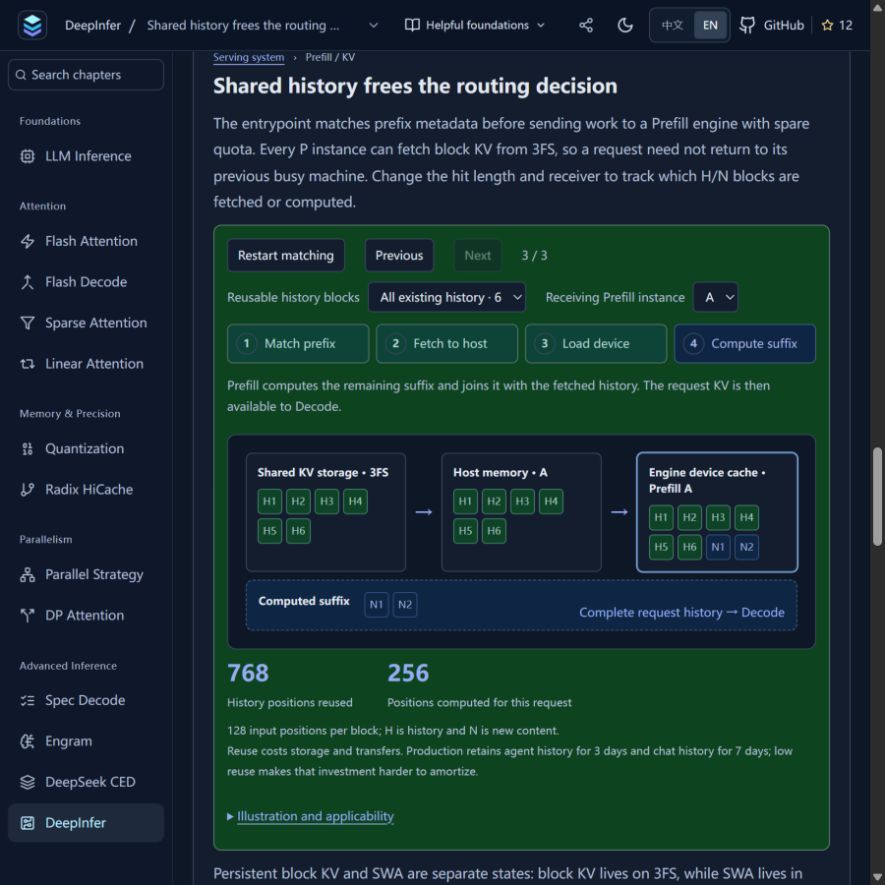 DeepInfer / Shared history frees the routing ... Helpful foundations 中文 EN GitHub 12
Search chapters
Foundations
LLM Inference
Attention
Flash Attention
Flash Decode
Sparse Attention
Linear Attention
Memory & Precision
Quantization
Radix HiCache
Parallelism
Parallel Strategy
DP Attention
Advanced Inference
Spec Decode
Engram
DeepSeek CED
DeepInfer
Serving system › Prefill / KV
Shared history frees the routing decision
The entrypoint matches prefix metadata before sending work to a Prefill engine with spare
quota. Every P instance can fetch block KV from 3FS, so a request need not return to its
previous busy machine. Change the hit length and receiver to track which H/N blocks are
fetched or computed.
Restart matching Previous Next 3 / 3
Reusable history blocks All existing history · 6 Receiving Prefill instance A
1 Match prefix 2 Fetch to host 3 Load device 4 Compute suffix
Prefill computes the remaining suffix and joins it with the fetched history. The request KV is then
available to Decode.
Shared KV storage • 3FS
H1 H2 H3 H4
H5 H6
→
Host memory • A
H1 H2 H3 H4
H5 H6
→
Engine device cache •
Prefill A
H1 H2 H3 H4
H5 H6 N1 N2
Computed suffix N1 N2 Complete request history → Decode
768 256
History positions reused Positions computed for this request
128 input positions per block; H is history and N is new content.
Reuse costs storage and transfers. Production retains agent history for 3 days and chat history for 7 days; low
reuse makes that investment harder to amortize.
Illustration and applicability
Persistent block KV and SWA are separate states: block KV lives on 3FS, while SWA lives in